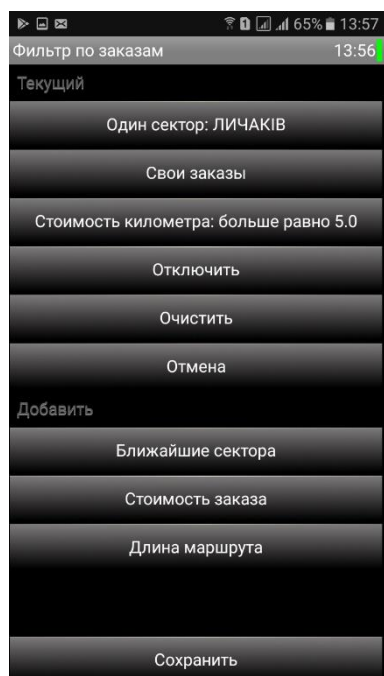 65% 13:57
Фильтр по заказам 13:56
Текущий
Один сектор: ЛИЧАКІВ
Свои заказы
Стоимость километра: больше равно 5.0
Отключить
Очистить
Отмена
Добавить
Ближайшие сектора
Стоимость заказа
Длина маршрута
Сохранить